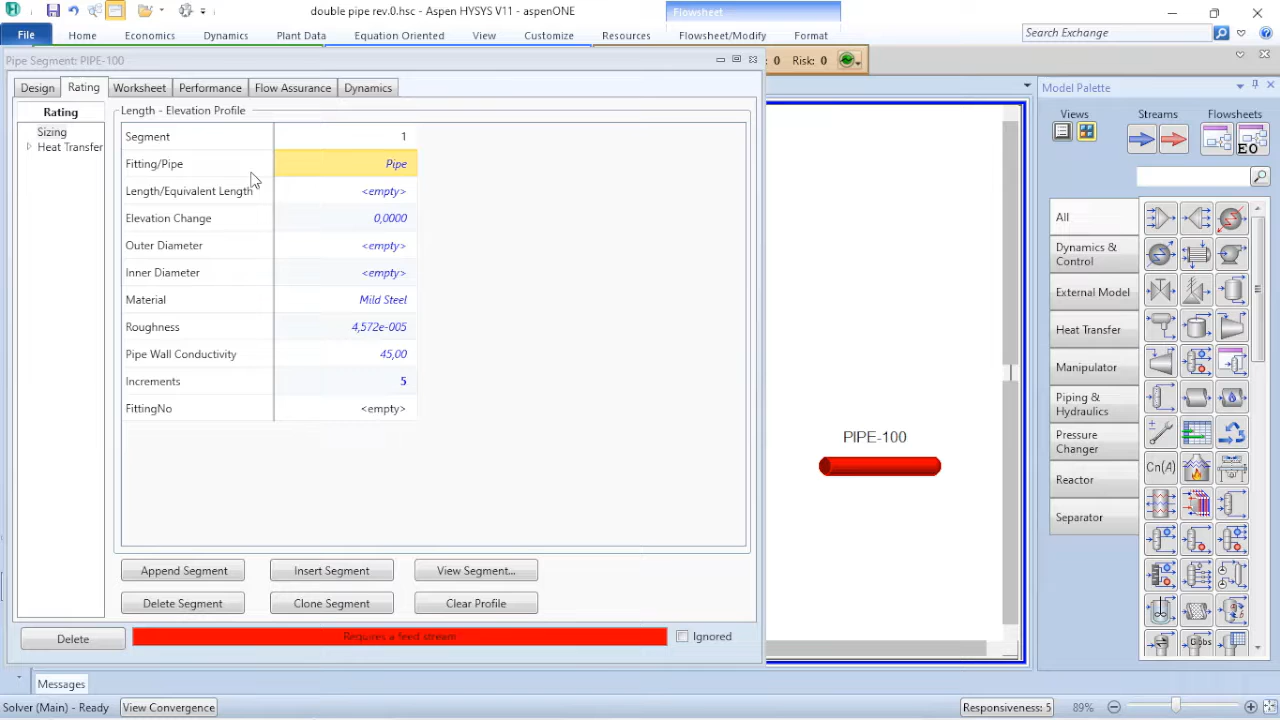 double pipe rev.0.hsc - Aspen HYSYS V11 - aspenONE
Flowsheet
File Home Economics Dynamics Plant Data Equation Oriented View Customize Resources Flowsheet/Modify Format
Search Exchange
Pipe Segment: PIPE-100
: 0 Risk: 0
Design Rating Worksheet Performance Flow Assurance Dynamics
Rating
Sizing
Heat Transfer
Length - Elevation Profile
Segment 1
Fitting/Pipe Pipe
Length/Equivalent Length <empty>
Elevation Change 0,0000
Outer Diameter <empty>
Inner Diameter <empty>
Material Mild Steel
Roughness 4,572e-005
Pipe Wall Conductivity 45,00
Increments 5
FittingNo <empty>
Append Segment Insert Segment View Segment...
Delete Segment Clone Segment Clear Profile
Delete Requires a feed stream Ignored
PIPE-100
Model Palette
Views Streams Flowsheets
EO
All
Dynamics &
Control
External Model
Heat Transfer
Manipulator
Piping &
Hydraulics
Pressure
Changer
Reactor
Separator
Cn(A)
Gibbs
Messages
Solver (Main) - Ready View Convergence Responsiveness: 5 89%